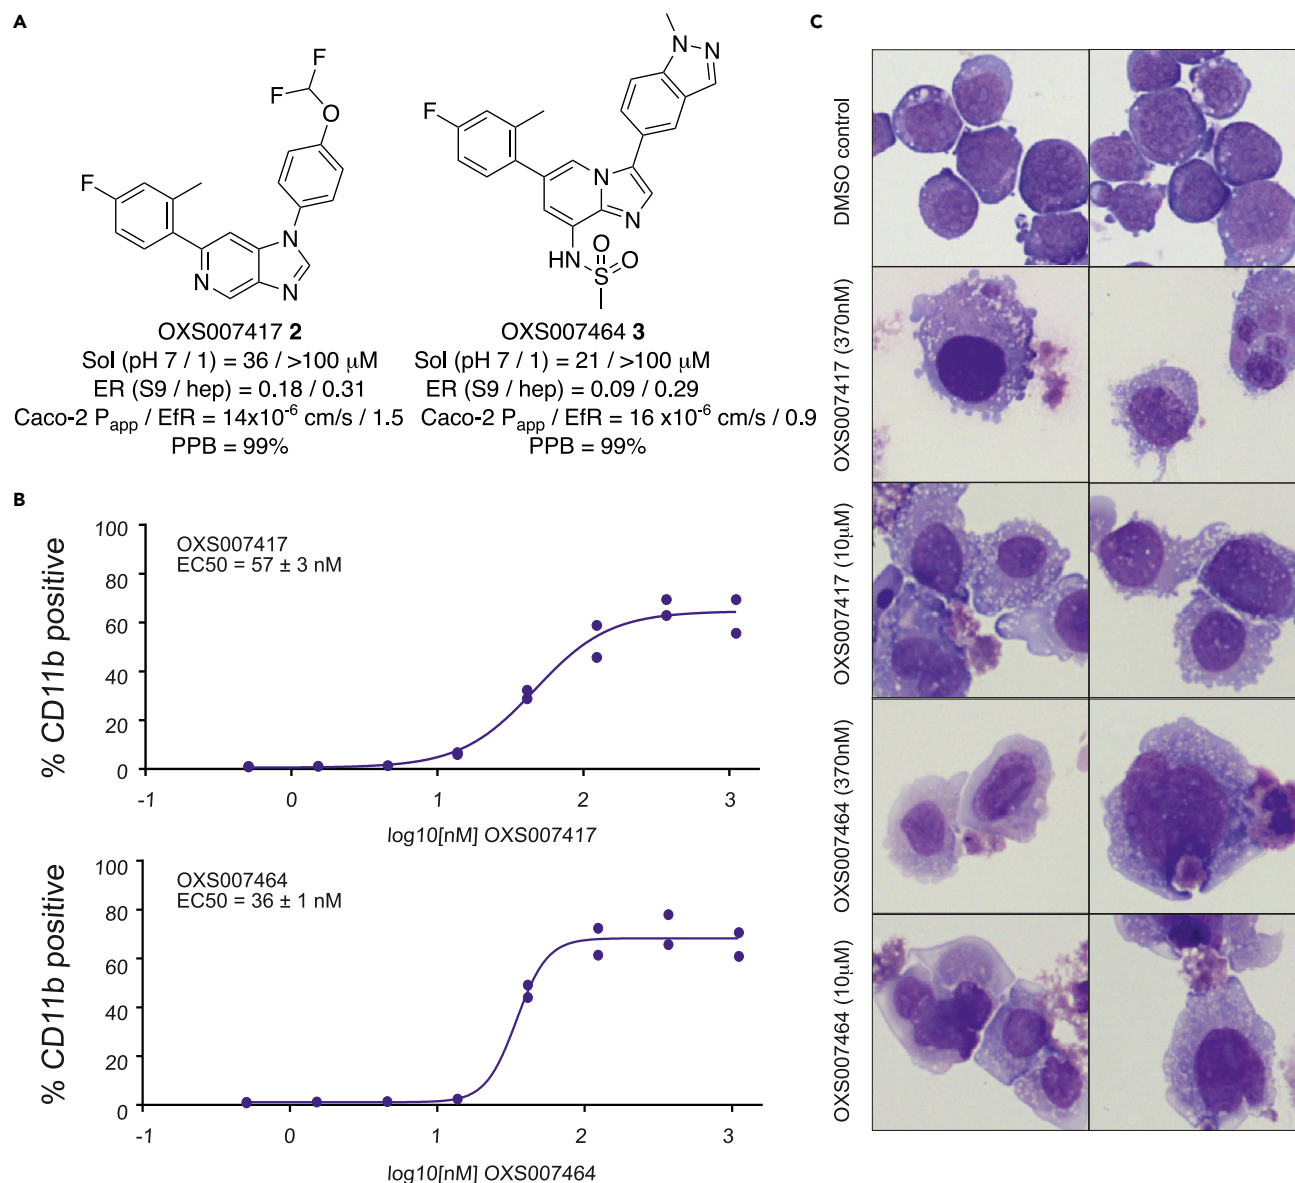 A
F
F
O
F
N
N
N
OXS007417 2
Sol (pH 7 / 1) = 36 / >100 μM
ER (S9 / hep) = 0.18 / 0.31
Caco-2 Papp / EfR = 14x10-6 cm/s / 1.5
PPB = 99%
N
N
F
N
N
HN
O
S
O
OXS007464 3
Sol (pH 7 / 1) = 21 / >100 μM
ER (S9 / hep) = 0.09 / 0.29
Caco-2 Papp / EfR = 16 x10-6 cm/s / 0.9
PPB = 99%
B
% CD11b positive
100
80
60
40
20
0
OXS007417
EC50 = 57 ± 3 nM
-1
0
1
2
3
log10[nM] OXS007417
% CD11b positive
100
80
60
40
20
0
OXS007464
EC50 = 36 ± 1 nM
-1
0
1
2
3
log10[nM] OXS007464
C
DMSO control
OXS007417 (370nM)
OXS007417 (10μM)
OXS007464 (370nM)
OXS007464 (10μM)